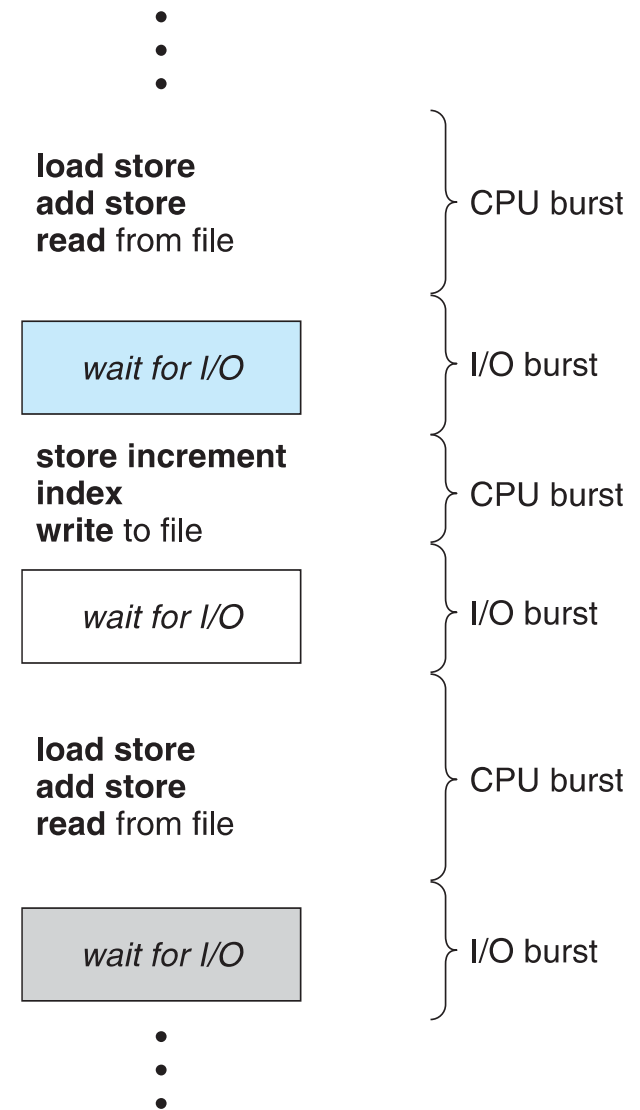 load store
add store
read from file
CPU burst
wait for I/O
I/O burst
store increment
index
write to file
CPU burst
wait for I/O
I/O burst
load store
add store
read from file
CPU burst
wait for I/O
I/O burst